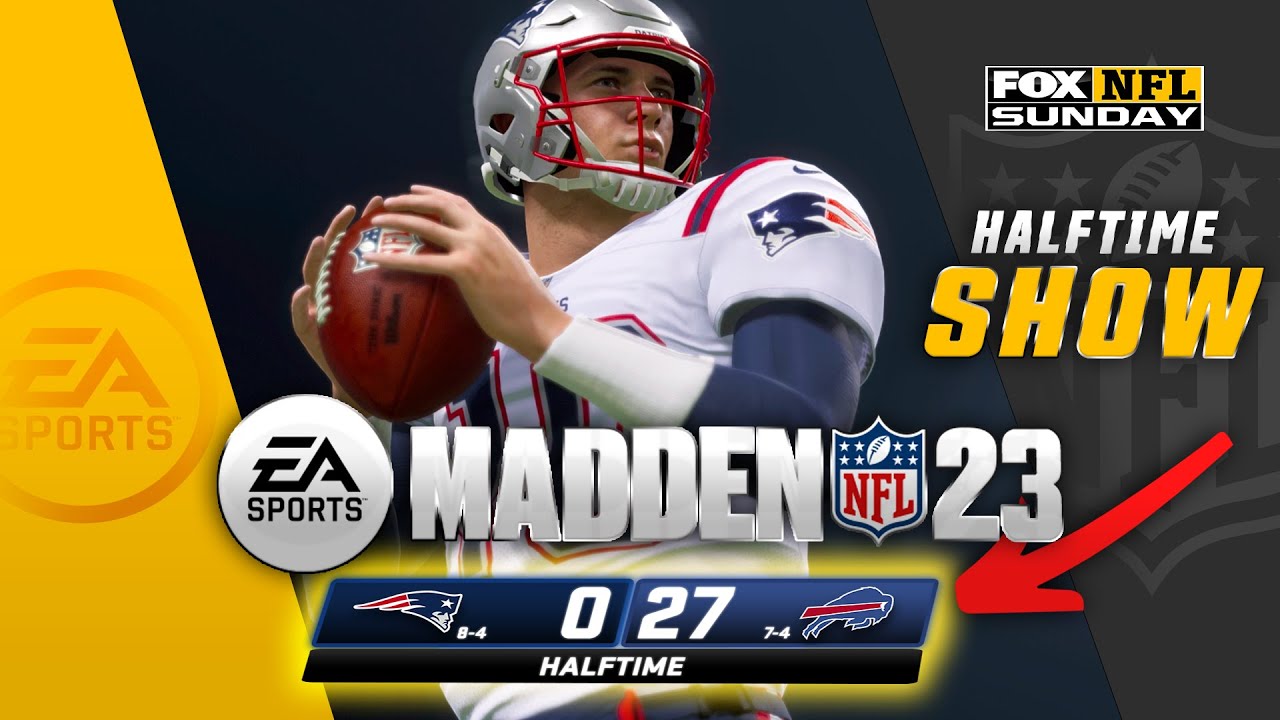 FOX NFL
SUNDAY
HALFTIME
SHOW
EA
SPORTS
EA
SPORTS
MADDEN NFL 23
8-4 0 27 7-4
HALFTIME